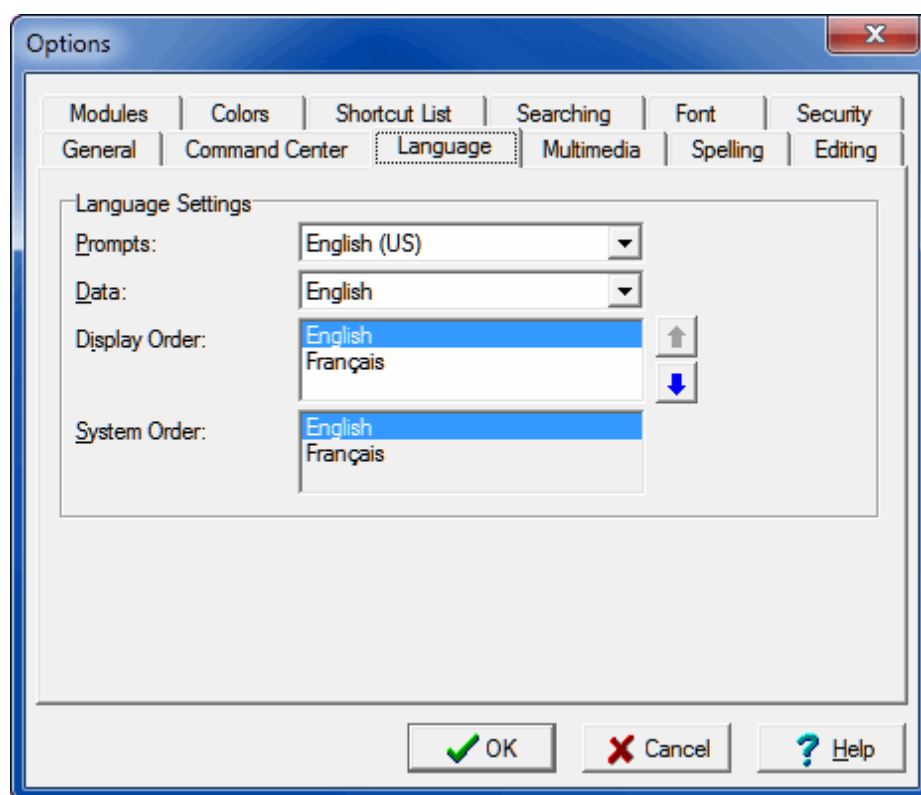 Options
Modules Colors Shortcut List Searching Font Security
General Command Center Language Multimedia Spelling Editing
Language Settings
Prompts: English (US)
Data: English
Display Order: English
Français
System Order: English
Français
OK Cancel Help